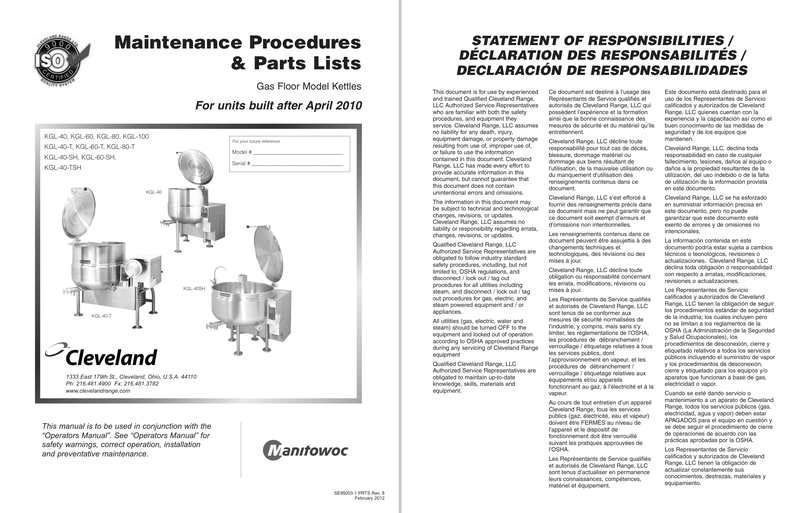 CLEVELAND RANGE LTD
9000
ISO
CERTIFIED
QUALITY SYSTEM
Maintenance Procedures
& Parts Lists
Gas Floor Model Kettles
For units built after April 2010
KGL-40, KGL-60, KGL-80, KGL-100
KGL-40-T, KGL-60-T, KGL-80-T
KGL-40-SH, KGL-60-SH,
KGL-40-TSH
For your future reference.
Model #
Serial #
KGL-40
KGL-40-T
KGL-40SH
Cleveland
1333 East 179th St., Cleveland, Ohio, U.S.A. 44110
Ph: 216.481.4900 Fx: 216.481.3782
www.clevelandrange.com
This manual is to be used in conjunction with the
“Operators Manual”. See “Operators Manual” for
safety warnings, correct operation, installation
and preventative maintenance.
Manitowoc
SE95003-1 PRTS Rev. 8
February 2012
STATEMENT OF RESPONSIBILITIES /
DÉCLARATION DES RESPONSABILITÉS /
DECLARACIÓN DE RESPONSABILIDADES
This document is for use by experienced
and trained Qualified Cleveland Range,
LLC Authorized Service Representatives
who are familiar with both the safety
procedures, and equipment they
service. Cleveland Range, LLC assumes
no liability for any death, injury,
equipment damage, or property damage
resulting from use of, improper use of,
or failure to use the information
contained in this document. Cleveland
Range, LLC has made every effort to
provide accurate information in this
document, but cannot guarantee that
this document does not contain
unintentional errors and omissions.
The information in this document may
be subject to technical and technological
changes, revisions, or updates.
Cleveland Range, LLC assumes no
liability or responsibility regarding errata,
changes, revisions, or updates.
Qualified Cleveland Range, LLC
Authorized Service Representatives are
obligated to follow industry standard
safety procedures, including, but not
limited to, OSHA regulations, and
disconnect / lock out / tag out
procedures for all utilities including
steam, and disconnect / lock out / tag
out procedures for gas, electric, and
steam powered equipment and / or
appliances.
All utilities (gas, electric, water and
steam) should be turned OFF to the
equipment and locked out of operation
according to OSHA approved practices
during any servicing of Cleveland Range
equipment
Qualified Cleveland Range, LLC
Authorized Service Representatives are
obligated to maintain up-to-date
knowledge, skills, materials and
equipment.
Ce document est destiné à l'usage des
Représentants de Service qualifiés et
autorisés de Cleveland Range, LLC qui
possèdent l'expérience et la formation
ainsi que la bonne connaissance des
mesures de sécurité et du matériel qu'ils
entretiennent.
Cleveland Range, LLC décline toute
responsabilité pour tout cas de décès,
blessure, dommage matériel ou
dommage aux biens résultant de
l'utilisation, de la mauvaise utilisation ou
du manquement d'utilisation des
renseignements contenus dans ce
document.
Cleveland Range, LLC s'est efforcé à
fournir des renseignements précis dans
ce document mais ne peut garantir que
ce document soit exempt d'erreurs et
d'omissions non intentionnelles.
Les renseignements contenus dans ce
document peuvent être assujettis à des
changements techniques et
technologiques, des révisions ou des
mises à jour.
Cleveland Range, LLC décline toute
obligation ou responsabilité concernant
les errata, modifications, révisions ou
mises à jour.
Les Représentants de Service qualifiés
et autorisés de Cleveland Range, LLC
sont tenus de se conformer aux
mesures de sécurité normalisées de
l'industrie, y compris, mais sans s'y
limiter, les réglementations de l'OSHA,
les procédures de débranchement /
verrouillage / étiquetage relatives à tous
les services publics, dont
l'approvisionnement en vapeur, et les
procédures de débranchement /
verrouillage / étiquetage relatives aux
équipements et/ou appareils
fonctionnant au gaz, à l'électricité et à la
vapeur.
Au cours de tout entretien d'un appareil
Cleveland Range, tous les services
publics (gaz, électricité, eau et vapeur)
doivent être FERMÉS au niveau de
l'appareil et le dispositif de
fonctionnement doit être verrouillé
suivant les pratiques approuvées de
l'OSHA.
Les Représentants de Service qualifiés
et autorisés de Cleveland Range, LLC
sont tenus d'actualiser en permanence
leurs connaissances, compétences,
matériel et équipement.
Este documento está destinado para el
uso de los Representantes de Servicio
calificados y autorizados de Cleveland
Range, LLC quienes cuentan con la
experiencia y la capacitación así como el
buen conocimiento de las medidas de
seguridad y de los equipos que
mantienen.
Cleveland Range, LLC, declina toda
responsabilidad en caso de cualquier
fallecimiento, lesiones, daños al equipo o
daños a la propiedad resultantes de la
utilización, del uso indebido o de la falta
de utilización de la información provista
en este documento.
Cleveland Range, LLC se ha esforzado
en suministrar información precisa en
este documento, pero no puede
garantizar que este documento esté
exento de errores y de omisiones no
intencionales.
La información contenida en este
documento podría estar sujeta a cambios
técnicos o tecnológicos, revisiones o
actualizaciones. Cleveland Range, LLC
declina toda obligación o responsabilidad
con respecto a erratas, modificaciones,
revisiones o actualizaciones.
Los Representantes de Servicio
calificados y autorizados de Cleveland
Range, LLC tienen la obligación de seguir
los procedimientos estándar de seguridad
de la industria; los cuales incluyen pero
no se limitan a los reglamentos de la
OSHA (La Administración de la Seguridad
y Salud Ocupacionales), los
procedimientos de desconexión, cierre y
etiquetado relativos a todos los servicios
públicos incluyendo el suministro de vapor
y procedimientos de desconexión,
cierre y etiquetado para los equipos y/o
aparatos que funcionan a base de gas,
electricidad o vapor.
Cuando se esté dando servicio o
mantenimiento a un aparato de Cleveland
Range, todos los servicios públicos (gas,
electricidad, agua y vapor) deben estar
APAGADOS para el equipo en cuestión y
se debe seguir el procedimiento de cierre
de operaciones de acuerdo con las
prácticas aprobadas por la OSHA.
Los Representantes de Servicio
calificados y autorizados de Cleveland
Range, LLC tienen la obligación de
actualizar constantemente sus
conocimientos, destrezas, materiales y
equipamiento.